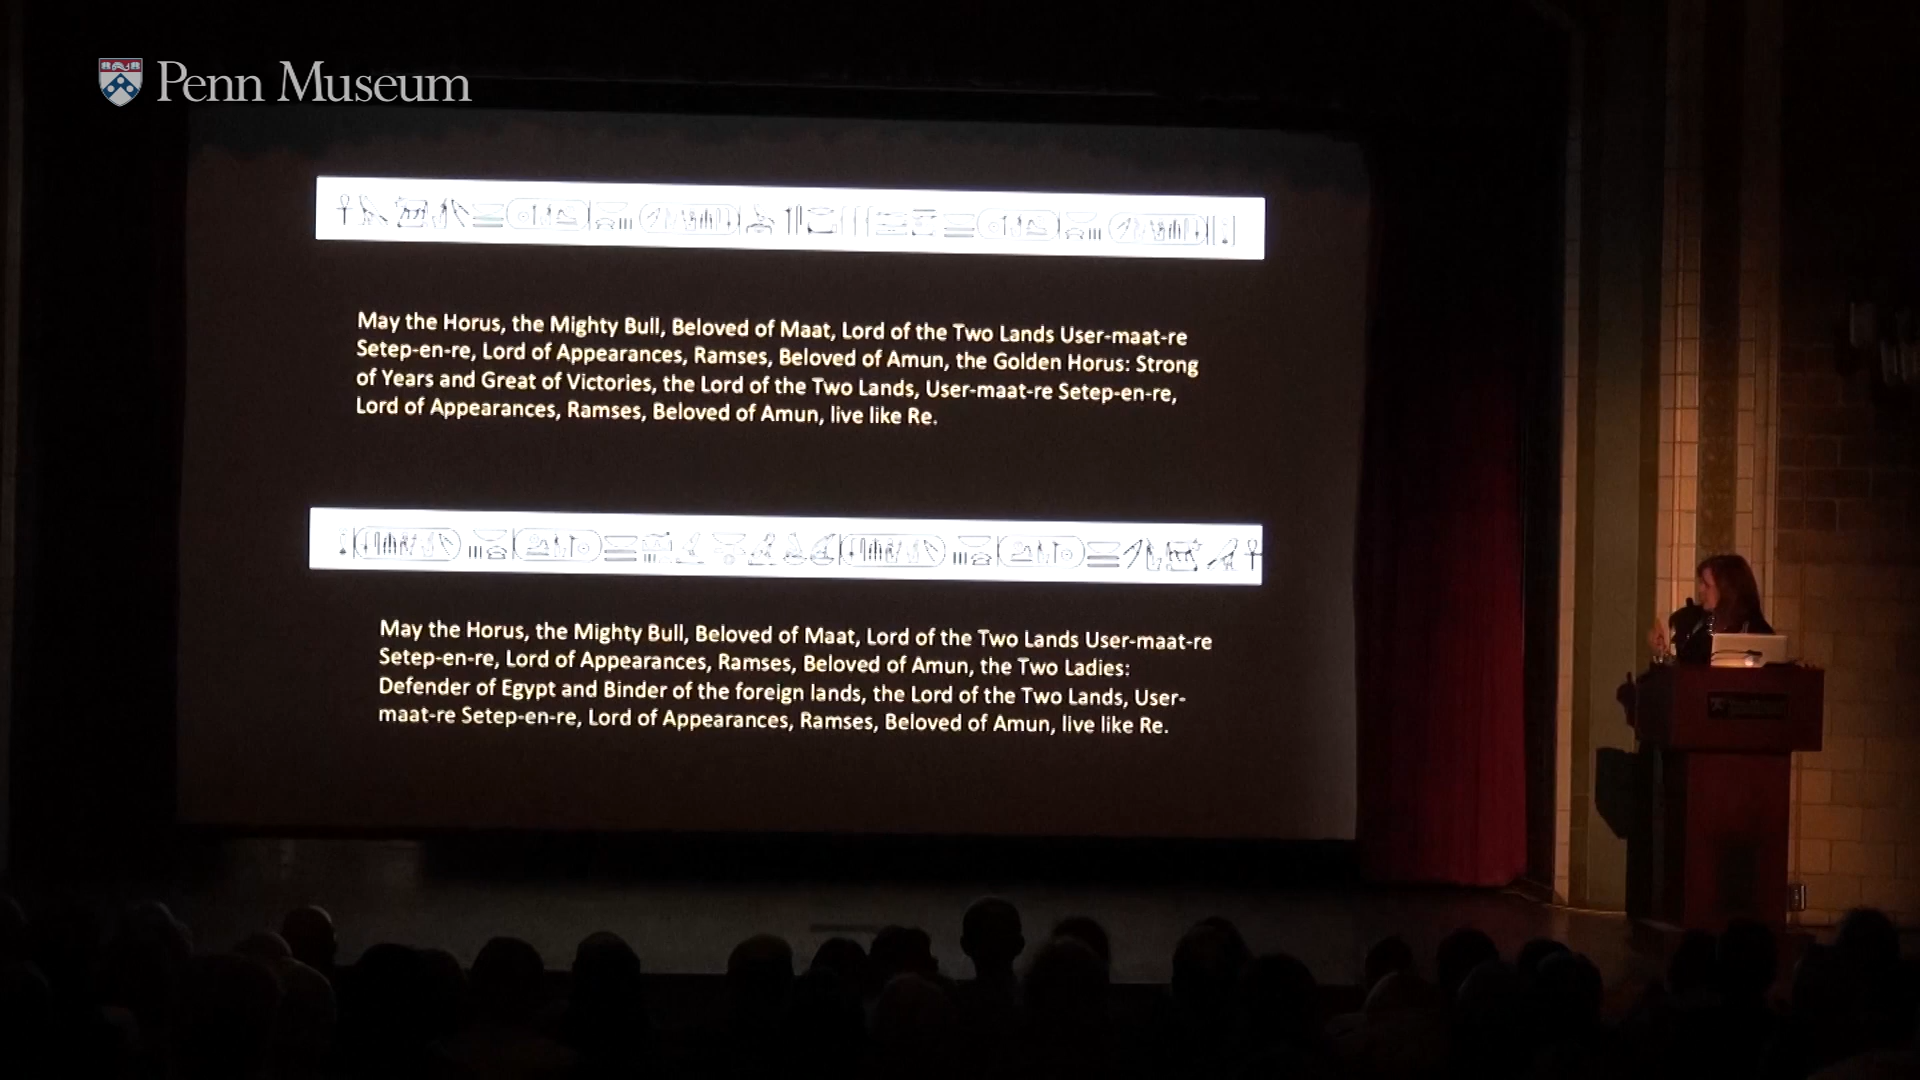 Penn Museum
May the Horus, the Mighty Bull, Beloved of Maat, Lord of the Two Lands User-maat-re
Setep-en-re, Lord of Appearances, Ramses, Beloved of Amun, the Golden Horus: Strong
of Years and Great of Victories, the Lord of the Two Lands, User-maat-re Setep-en-re,
Lord of Appearances, Ramses, Beloved of Amun, live like Re.
May the Horus, the Mighty Bull, Beloved of Maat, Lord of the Two Lands User-maat-re
Setep-en-re, Lord of Appearances, Ramses, Beloved of Amun, the Two Ladies:
Defender of Egypt and Binder of the foreign lands, the Lord of the Two Lands, User-
maat-re Setep-en-re, Lord of Appearances, Ramses, Beloved of Amun, live like Re.